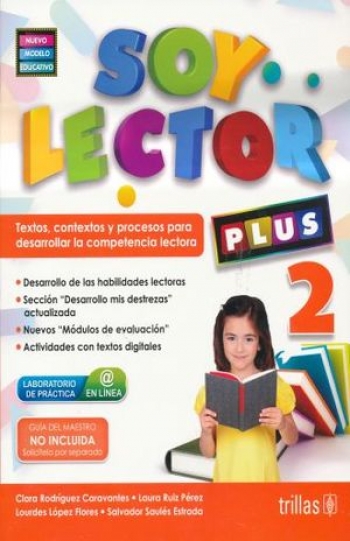 NUEVO
MODELO
EDUCATIVO
SOY...
LECTOR
PLUS
2
Textos, contextos y procesos para
desarrollar la competencia lectora
• Desarrollo de las habilidades lectoras
• Sección "Desarrollo mis destrezas"
actualizada
• Nuevos "Módulos de evaluación"
• Actividades con textos digitales
LABORATORIO
DE PRÁCTICA
@
EN LÍNEA
GUÍA DEL MAESTRO
NO INCLUIDA
Solicítelo por separado
Clara Rodríguez Caravantes • Laura Ruiz Pérez
Lourdes López Flores • Salvador Saulés Estrada
trillas